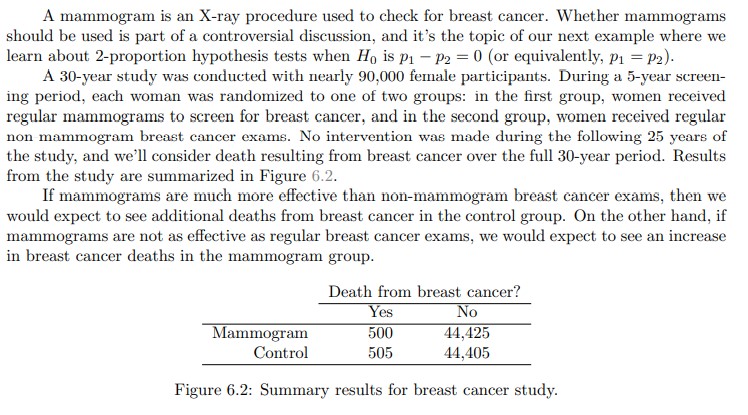 A mammogram is an X-ray procedure used to check for breast cancer. Whether mammograms
should be used is part of a controversial discussion, and it's the topic of our next example where we
learn about 2-proportion hypothesis tests when H₀ is p₁ − p₂ = 0 (or equivalently, p₁ = p₂).
A 30-year study was conducted with nearly 90,000 female participants. During a 5-year screen-
ing period, each woman was randomized to one of two groups: in the first group, women received
regular mammograms to screen for breast cancer, and in the second group, women received regular
non mammogram breast cancer exams. No intervention was made during the following 25 years of
the study, and we'll consider death resulting from breast cancer over the full 30-year period. Results
from the study are summarized in Figure 6.2.
If mammograms are much more effective than non-mammogram breast cancer exams, then we
would expect to see additional deaths from breast cancer in the control group. On the other hand, if
mammograms are not as effective as regular breast cancer exams, we would expect to see an increase
in breast cancer deaths in the mammogram group.
Death from breast cancer?
Yes No
Mammogram 500 44,425
Control 505 44,405
Figure 6.2: Summary results for breast cancer study.